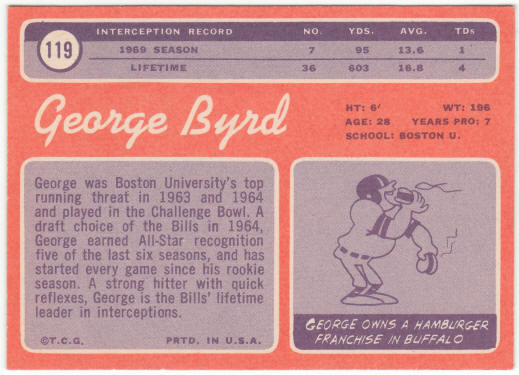 119
INTERCEPTION RECORD NO. YDS. AVG. TDs
1969 SEASON 7 95 13.6 1
LIFETIME 36 603 16.8 4
George Byrd
HT: 6' WT: 196
AGE: 28 YEARS PRO: 7
SCHOOL: BOSTON U.
George was Boston University's top
running threat in 1963 and 1964
and played in the Challenge Bowl. A
draft choice of the Bills in 1964,
George earned All-Star recognition
five of the last six seasons, and has
started every game since his rookie
season. A strong hitter with quick
reflexes, George is the Bills' lifetime
leader in interceptions.
©T.C.G. PRTD. IN U.S.A.
GEORGE OWNS A HAMBURGER
FRANCHISE IN BUFFALO